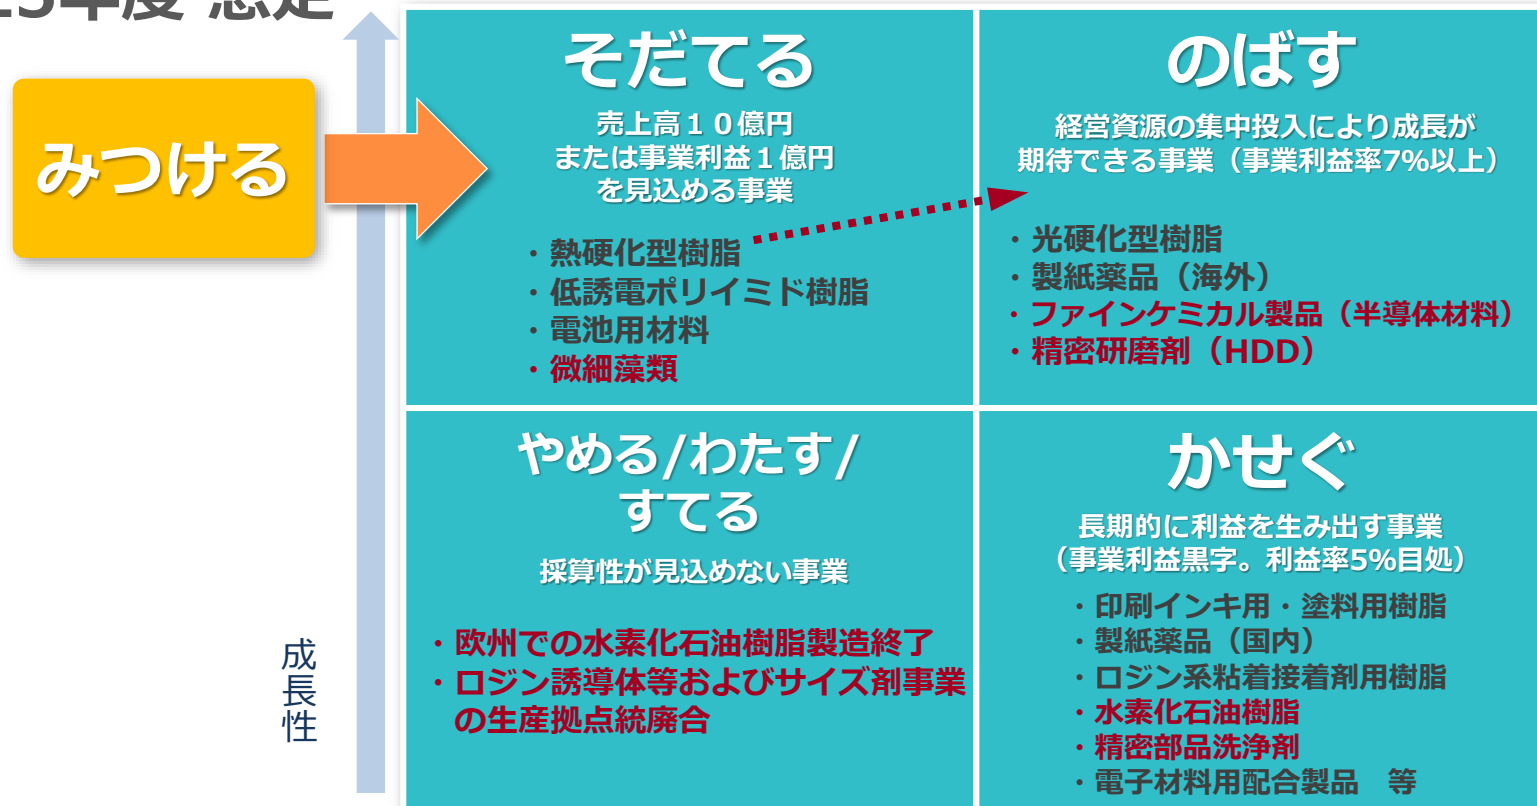 みつける
そだてる
売上高１０億円
または事業利益１億円
を見込める事業
・熱硬化型樹脂
・低誘電ポリイミド樹脂
・電池用材料
・微細藻類
のばす
経営資源の集中投入により成長が
期待できる事業（事業利益率7%以上）
・光硬化型樹脂
・製紙薬品（海外）
・ファインケミカル製品（半導体材料）
・精密研磨剤（HDD）
やめる/わたす/
すてる
採算性が見込めない事業
・欧州での水素化石油樹脂製造終了
・ロジン誘導体等およびサイズ剤事業
の生産拠点統廃合
かせぐ
長期的に利益を生み出す事業
（事業利益黒字。利益率5%目処）
・印刷インキ用・塗料用樹脂
・製紙薬品（国内）
・ロジン系粘着接着剤用樹脂
・水素化石油樹脂
・精密部品洗浄剤
・電子材料用配合製品　等
成長性